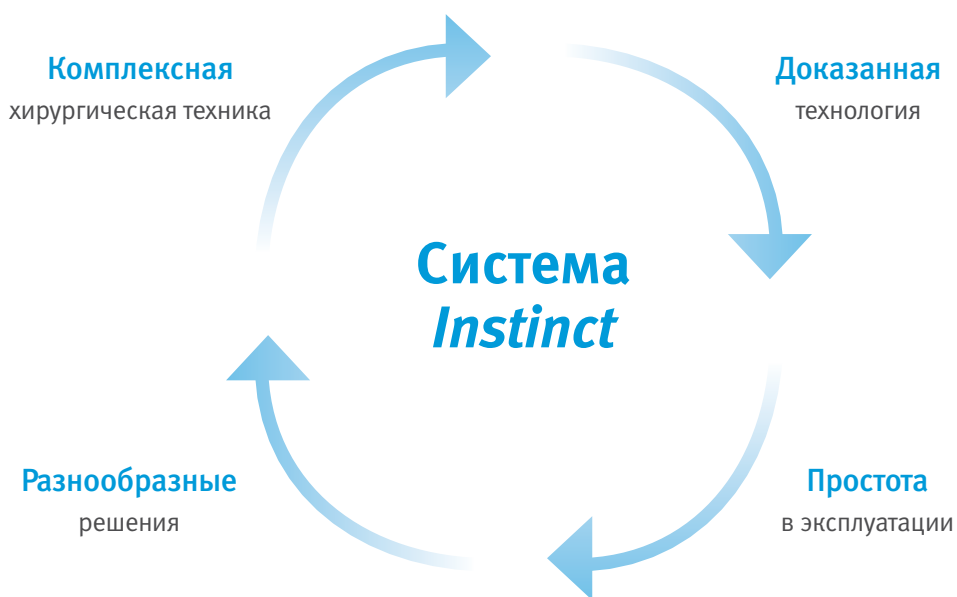 Комплексная
хирургическая техника
Доказанная
технология
Система
Instinct
Разнообразные
решения
Простота
в эксплуатации